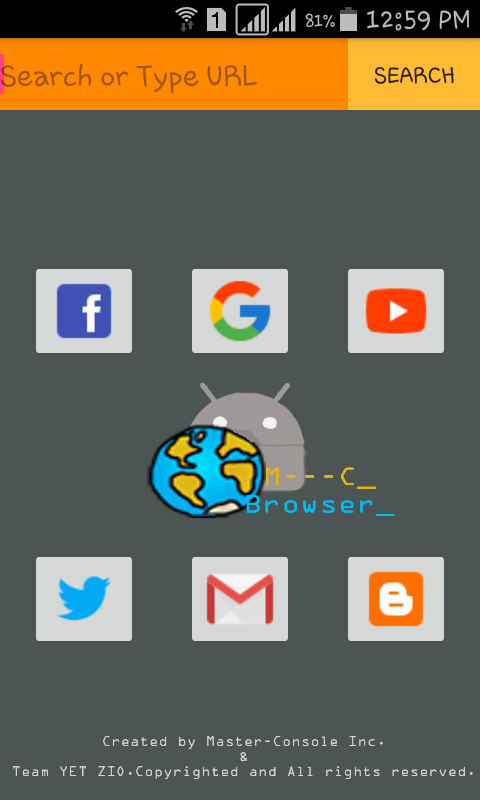 1 81% 12:59 PM
Search or Type URL SEARCH
M---C_
Browser_
Created by Master-Console Inc.
&
Team YET ZIO.Copyrighted and All rights reserved.